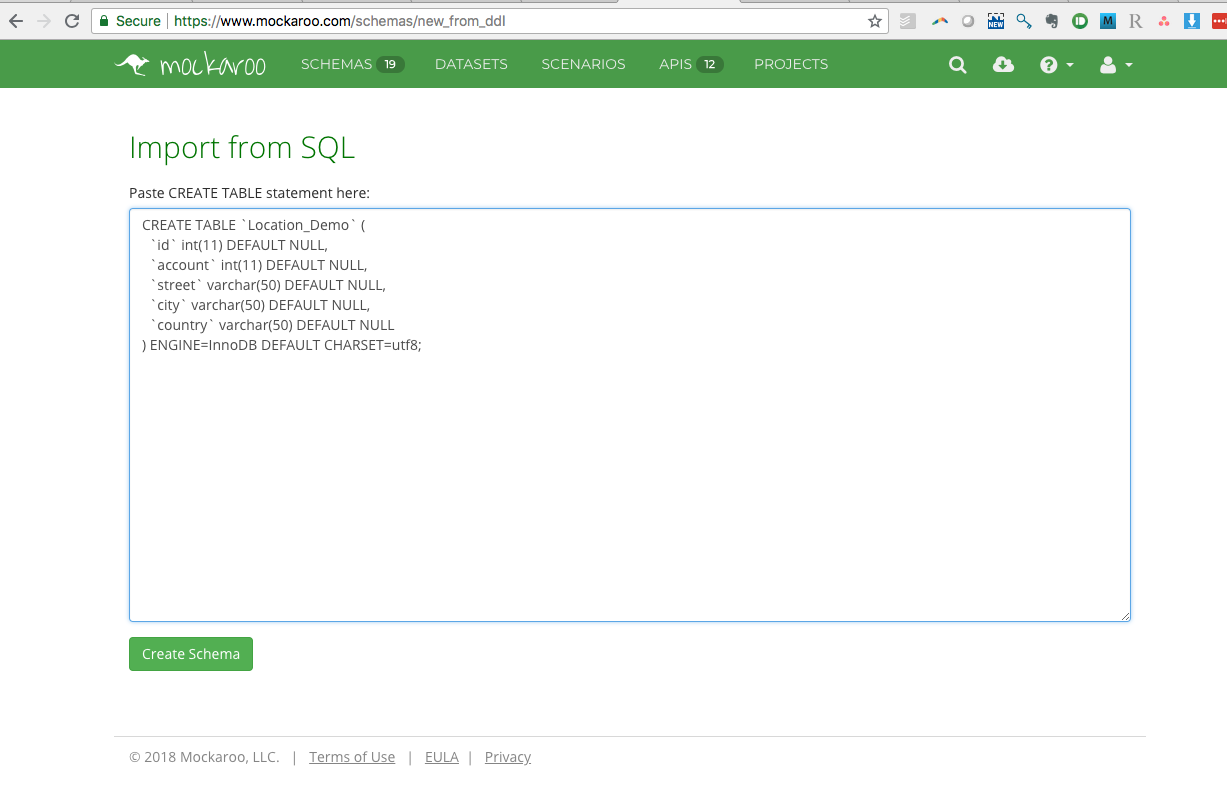 Secure https://www.mockaroo.com/schemas/new_from_ddl
NEW M R
mockaroo SCHEMAS 19 DATASETS SCENARIOS APIS 12 PROJECTS
Import from SQL
Paste CREATE TABLE statement here:
CREATE TABLE `Location_Demo` (
`id` int(11) DEFAULT NULL,
`account` int(11) DEFAULT NULL,
`street` varchar(50) DEFAULT NULL,
`city` varchar(50) DEFAULT NULL,
`country` varchar(50) DEFAULT NULL
) ENGINE=InnoDB DEFAULT CHARSET=utf8;
Create Schema
© 2018 Mockaroo, LLC. | Terms of Use | EULA | Privacy